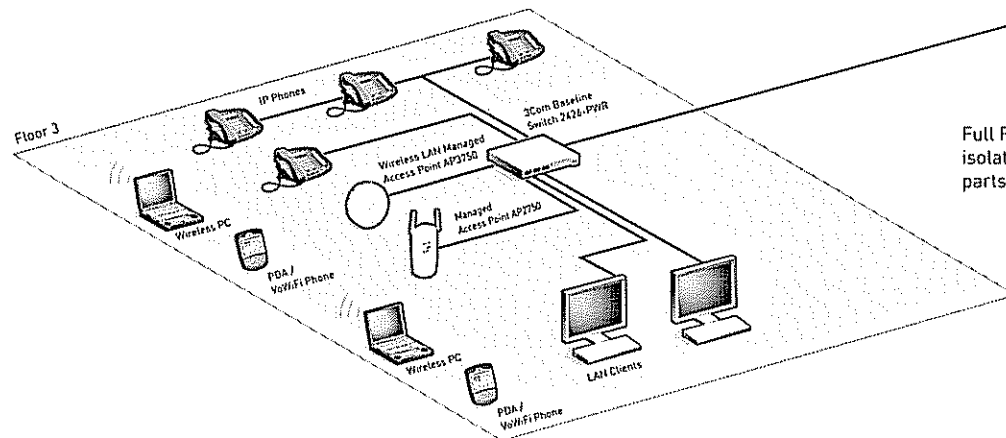 Floor 3
IP Phones
3Com Baseline
Switch 2426-PWR
Wireless LAN Managed
Access Point AP3750
Managed
Access Point AP2750
Wireless PC
PDA /
VoWiFi Phone
Wireless PC
PDA /
VoWiFi Phone
LAN Clients
Full
isolat
parts